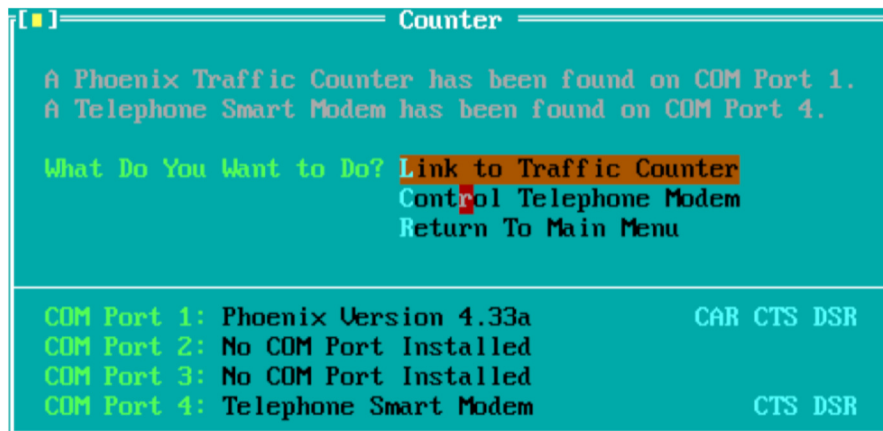 [■] Counter
A Phoenix Traffic Counter has been found on COM Port 1.
A Telephone Smart Modem has been found on COM Port 4.
What Do You Want to Do? Link to Traffic Counter
Control Telephone Modem
Return To Main Menu
COM Port 1: Phoenix Version 4.33a CAR CTS DSR
COM Port 2: No COM Port Installed
COM Port 3: No COM Port Installed
COM Port 4: Telephone Smart Modem CTS DSR